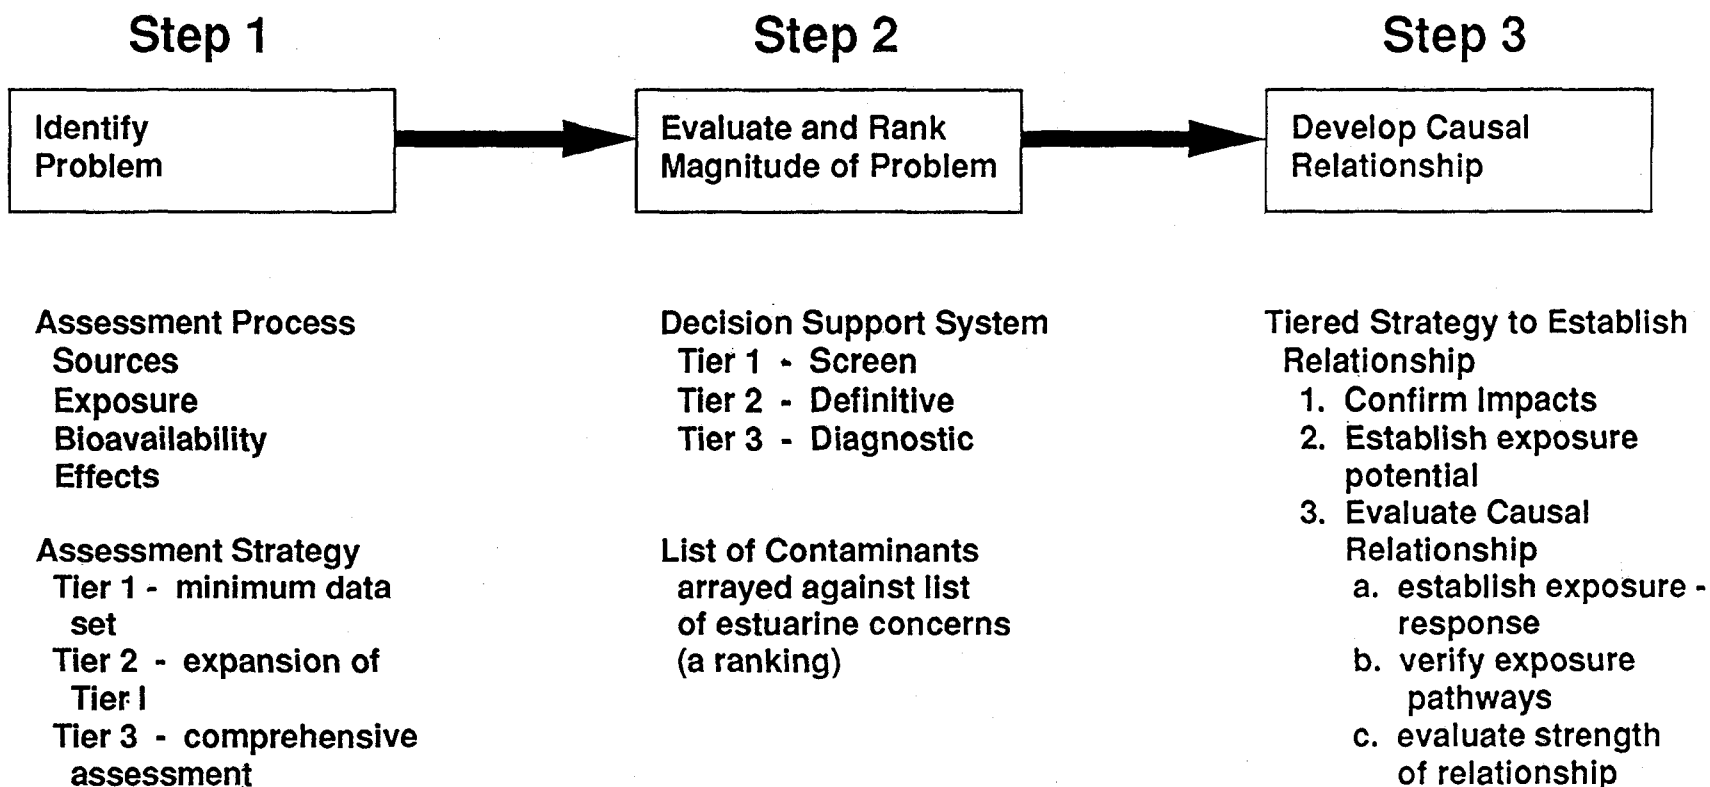 Step 1
Identify
Problem
Assessment Process
Sources
Exposure
Bioavailability
Effects
Assessment Strategy
Tier 1 - minimum data
set
Tier 2 - expansion of
Tier I
Tier 3 - comprehensive
assessment
Step 2
Evaluate and Rank
Magnitude of Problem
Decision Support System
Tier 1 - Screen
Tier 2 - Definitive
Tier 3 - Diagnostic
List of Contaminants
arrayed against list
of estuarine concerns
(a ranking)
Step 3
Develop Causal
Relationship
Tiered Strategy to Establish
Relationship
1. Confirm Impacts
2. Establish exposure
potential
3. Evaluate Causal
Relationship
a. establish exposure -
response
b. verify exposure
pathways
c. evaluate strength
of relationship